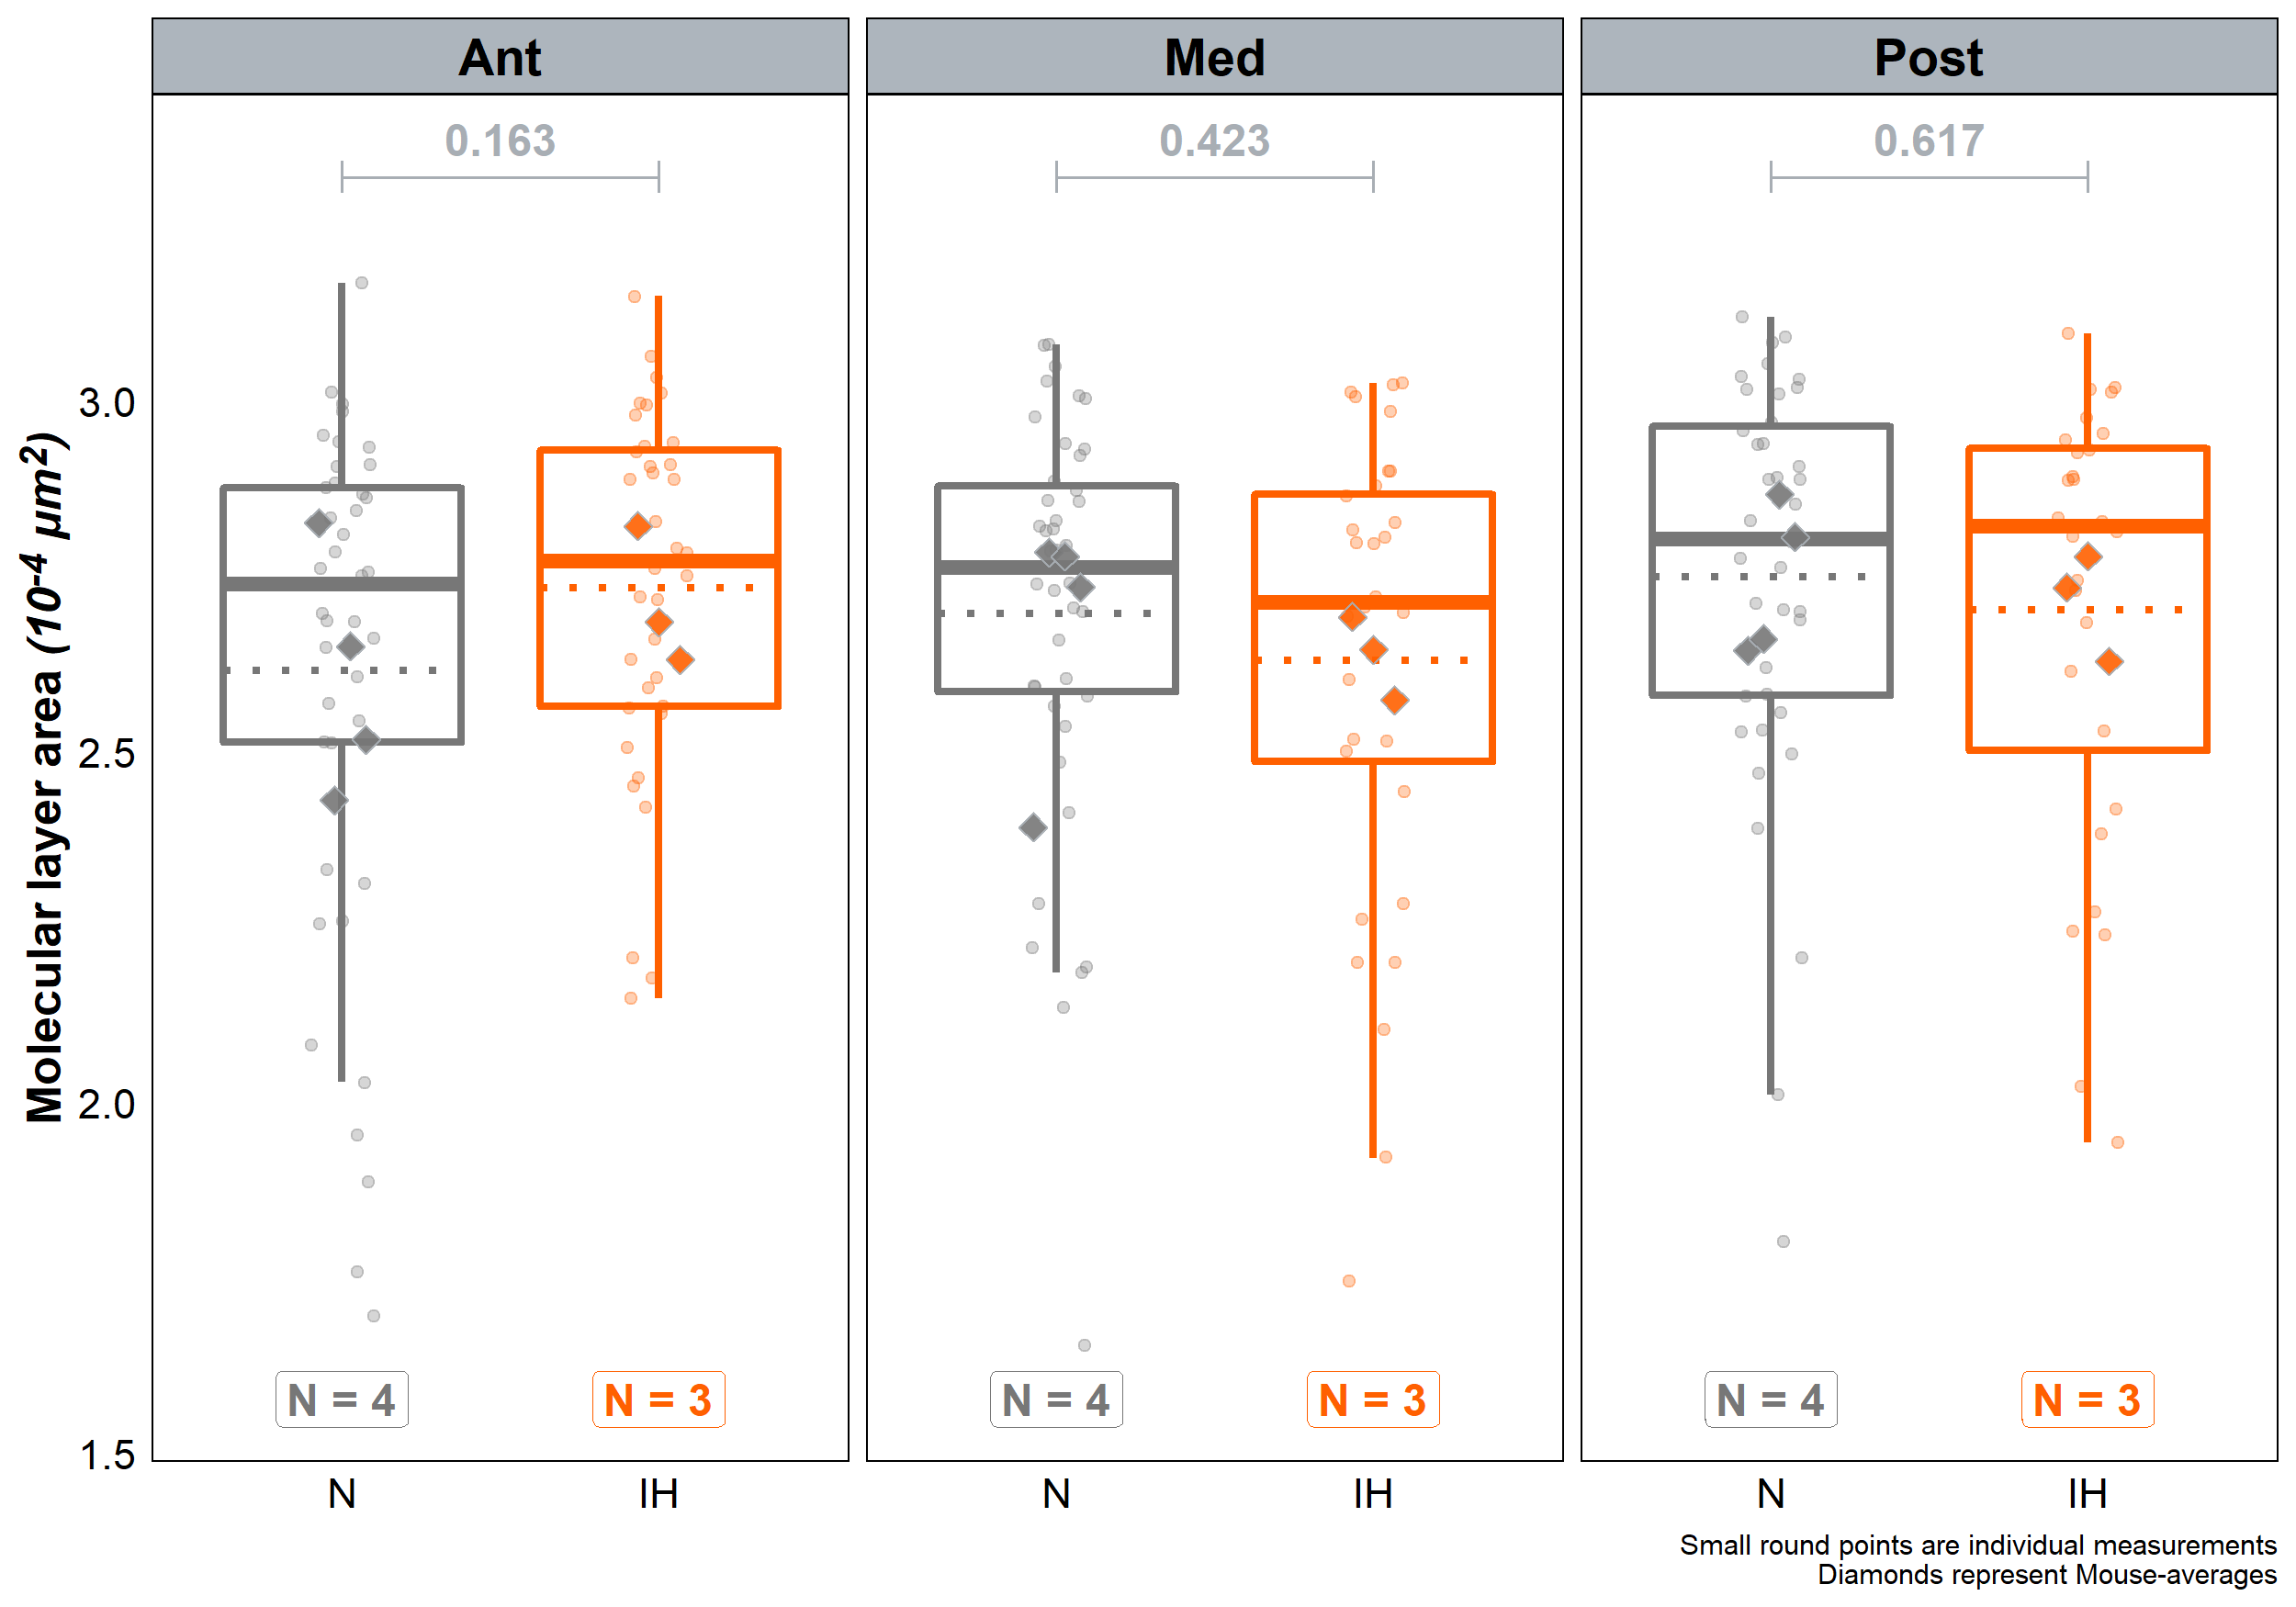 Ant Med Post
0.163 0.423 0.617
Molecular layer area (10⁻⁴ µm²)
3.0
2.5
2.0
1.5
N = 4 N = 3 N = 4 N = 3 N = 4 N = 3
N IH N IH N IH
Small round points are individual measurements
Diamonds represent Mouse-averages